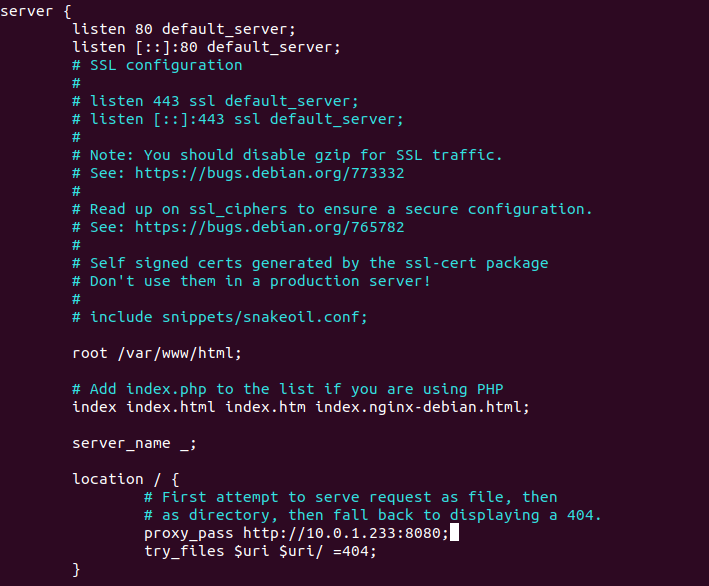 server {
listen 80 default_server;
listen [::]:80 default_server;
# SSL configuration
#
# listen 443 ssl default_server;
# listen [::]:443 ssl default_server;
#
# Note: You should disable gzip for SSL traffic.
# See: https://bugs.debian.org/773332
#
# Read up on ssl_ciphers to ensure a secure configuration.
# See: https://bugs.debian.org/765782
#
# Self signed certs generated by the ssl-cert package
# Don't use them in a production server!
#
# include snippets/snakeoil.conf;
root /var/www/html;
# Add index.php to the list if you are using PHP
index index.html index.htm index.nginx-debian.html;
server_name _;
location / {
# First attempt to serve request as file, then
# as directory, then fall back to displaying a 404.
proxy_pass http://10.0.1.233:8080;
try_files $uri $uri/ =404;
}